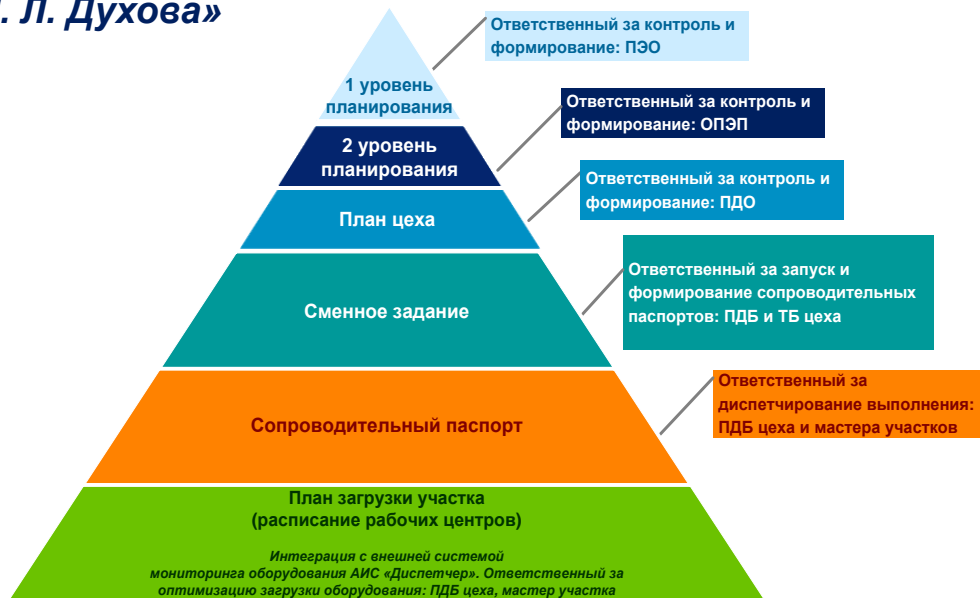 Л. Духова»
Ответственный за контроль и
формирование: ПЭО
1 уровень
планирования
Ответственный за контроль и
формирование: ОПЭП
2 уровень
планирования
Ответственный за контроль и
формирование: ПДО
План цеха
Ответственный за запуск и
формирование сопроводительных
паспортов: ПДБ и ТБ цеха
Сменное задание
Ответственный за
диспетчирование выполнения:
ПДБ цеха и мастера участков
Сопроводительный паспорт
План загрузки участка
(расписание рабочих центров)
Интеграция с внешней системой
мониторинга оборудования АИС «Диспетчер». Ответственный за
оптимизацию загрузки оборудования: ПДБ цеха, мастер участка